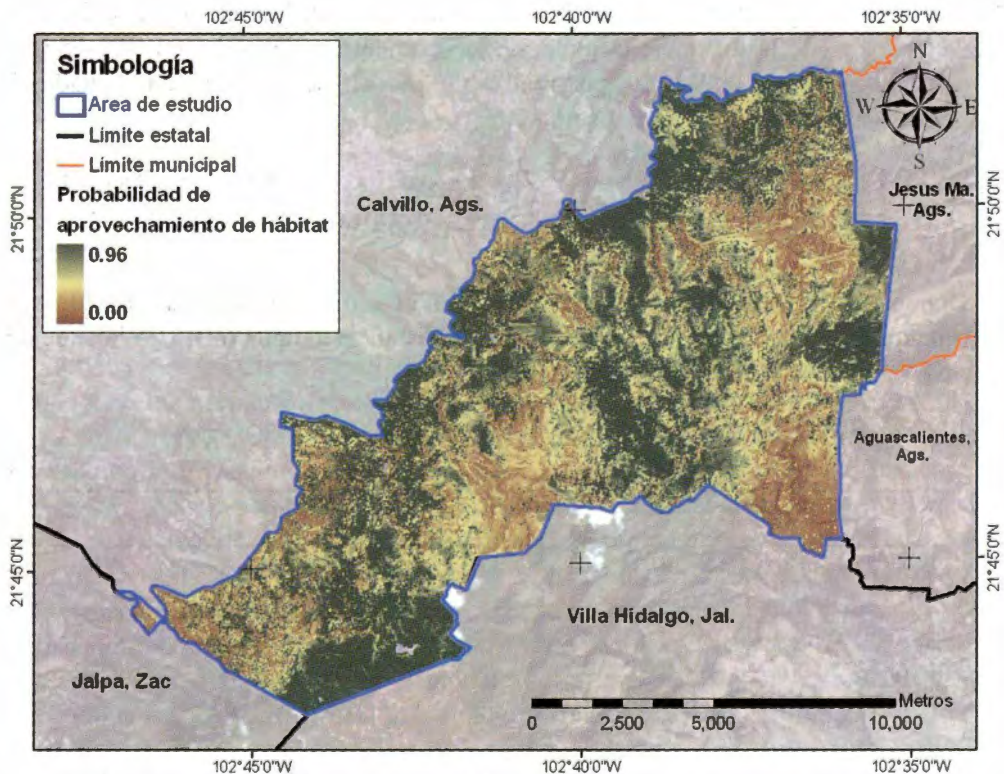 102°45'0"W 102°40'0"W 102°35'0"W
Simbología
Area de estudio
Límite estatal
Límite municipal
Probabilidad de
aprovechamiento de hábitat
0.96
0.00
N
W E
S
Calvillo, Ags.
Jesus Ma.
Ags.
21°50'0"N 21°50'0"N
Aguascalientes,
Ags.
21°45'0"N 21°45'0"N
Villa Hidalgo, Jal.
Jalpa, Zac
Metros
0 2,500 5,000 10,000
102°45'0"W 102°40'0"W 102°35'0"W